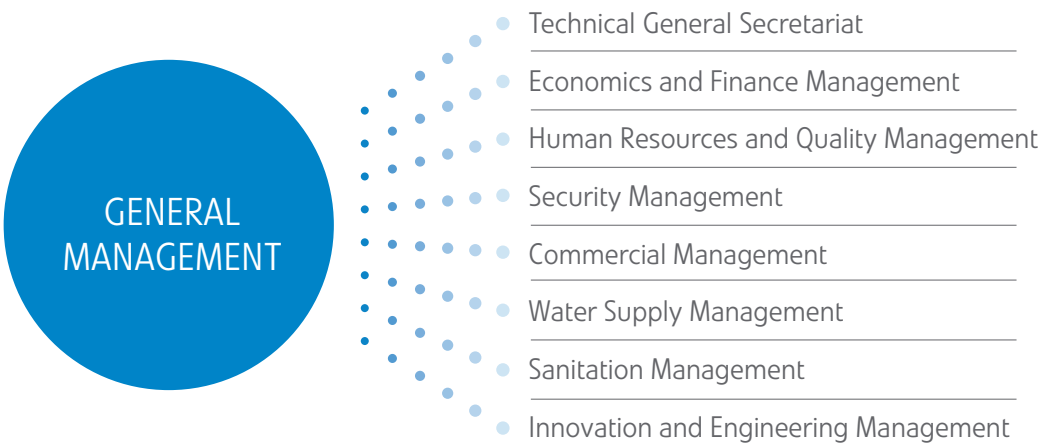 GENERAL
MANAGEMENT
Technical General Secretariat
Economics and Finance Management
Human Resources and Quality Management
Security Management
Commercial Management
Water Supply Management
Sanitation Management
Innovation and Engineering Management